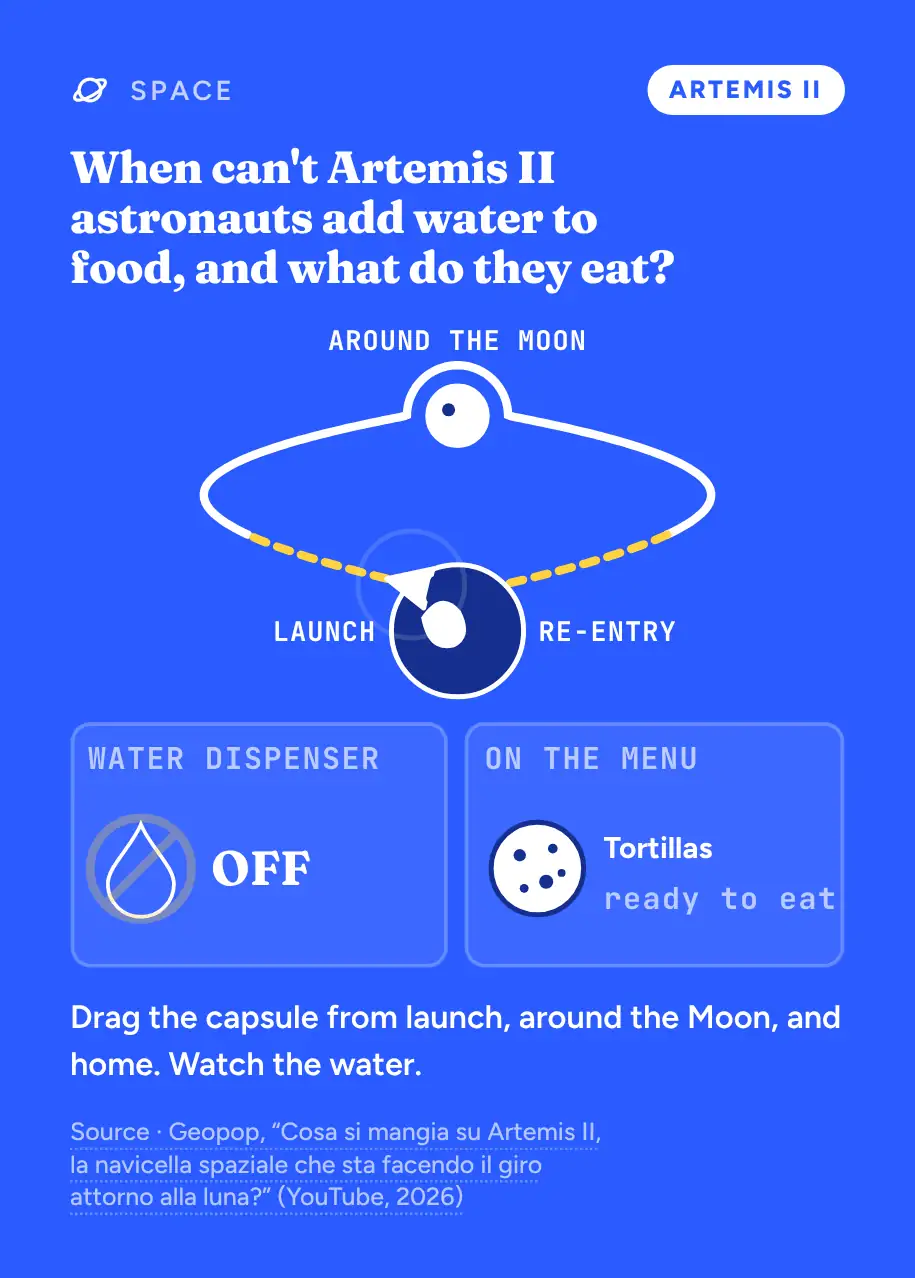 SPACE
ARTEMIS II
When can't Artemis II
astronauts add water to
food, and what do they eat?
AROUND THE MOON
LAUNCH
RE-ENTRY
WATER DISPENSER
OFF
ON THE MENU
Tortillas
ready to eat
Drag the capsule from launch, around the Moon, and
home. Watch the water.
Source · Geopop, “Cosa si mangia su Artemis II,
la navicella spaziale che sta facendo il giro
attorno alla luna?” (YouTube, 2026)